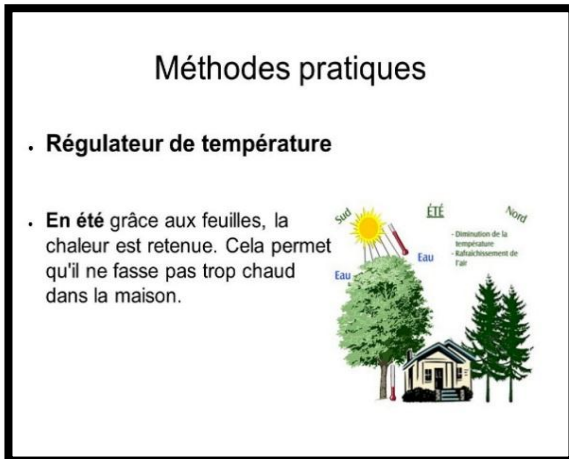 Méthodes pratiques
• Régulateur de température
• En été grâce aux feuilles, la
chaleur est retenue. Cela permet
qu'il ne fasse pas trop chaud
dans la maison.
Sud
ÉTÉ
Nord
- Diminution de la
température
- Rafraichissement de
l'air
Eau
Eau